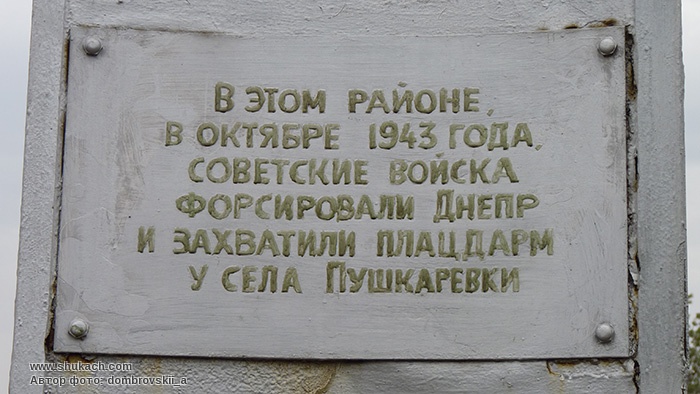 В ЭТОМ РАЙОНЕ,
В ОКТЯБРЕ 1943 ГОДА,
СОВЕТСКИЕ ВОЙСКА
ФОРСИРОВАЛИ ДНЕПР
И ЗАХВАТИЛИ ПЛАЦДАРМ
У СЕЛА ПУШКАРЕВКИ
www.shukach.com
Автор фото: dombrovskii_a